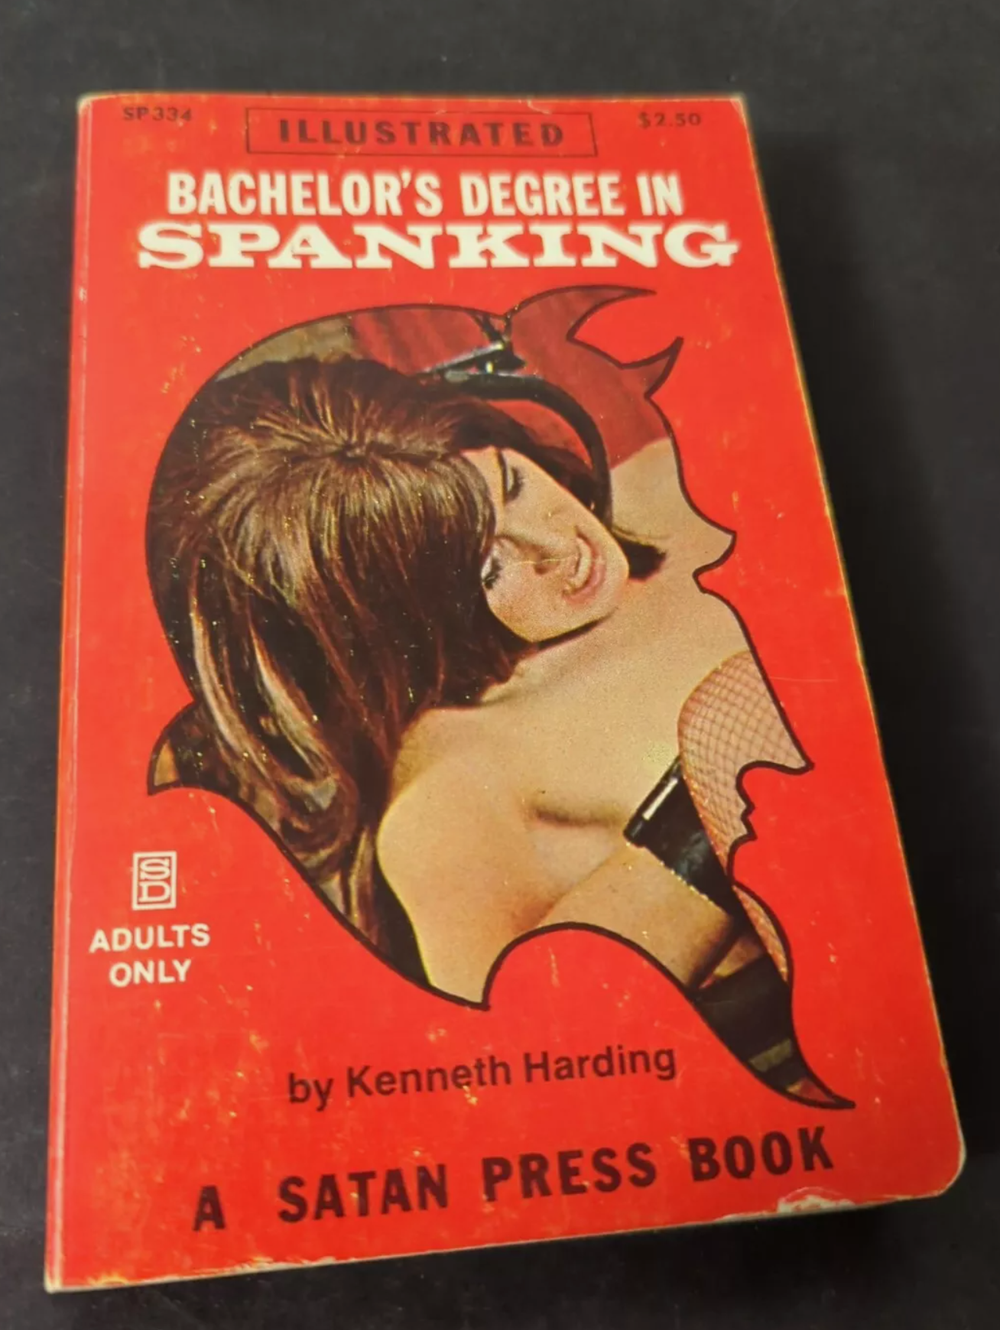 SP334
ILLUSTRATED
$2.50
BACHELOR'S DEGREE IN
SPANKING
SD
ADULTS
ONLY
by Kenneth Harding
A SATAN PRESS BOOK